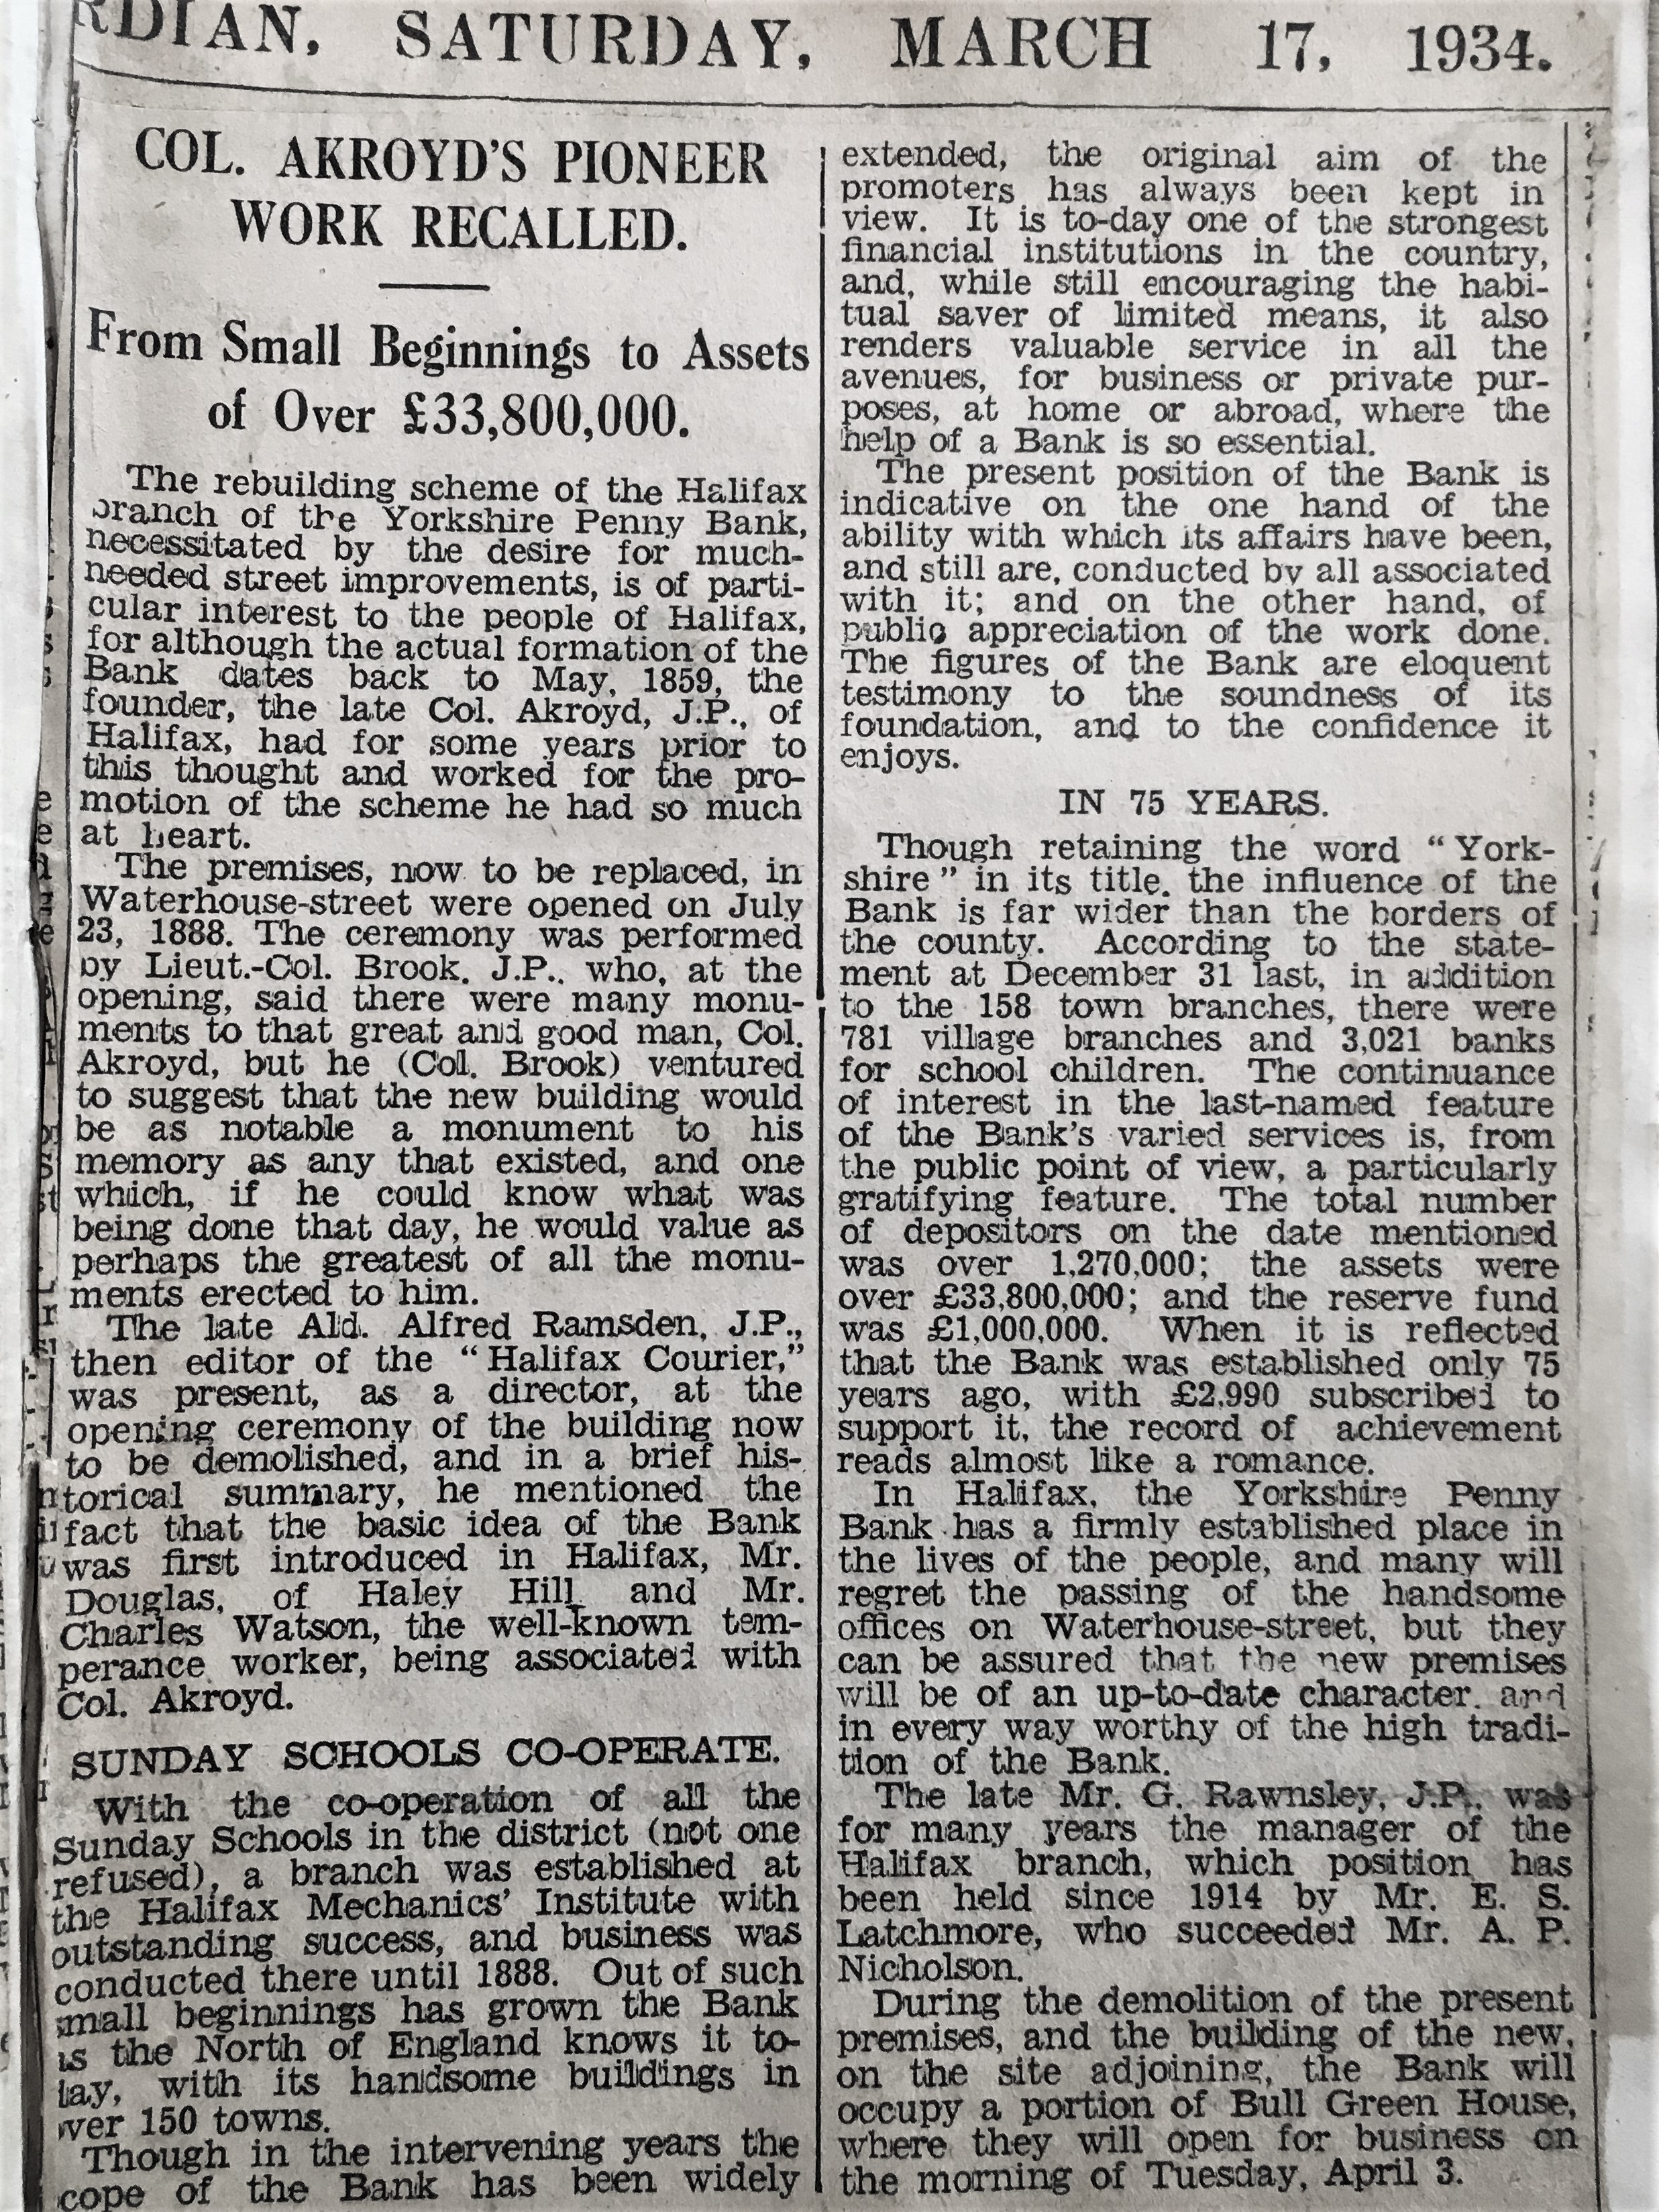 RDIAN, SATURDAY, MARCH 17, 1934.
COL. AKROYD'S PIONEER
WORK RECALLED.
From Small Beginnings to Assets
of Over £33,800,000.
The rebuilding scheme of the Halifax
branch of the Yorkshire Penny Bank,
necessitated by the desire for much-
needed street improvements, is of parti-
cular interest to the people of Halifax,
for although the actual formation of the
Bank dates back to May, 1859, the
founder, the late Col. Akroyd, J.P., of
Halifax, had for some years prior to
this thought and worked for the pro-
motion of the scheme he had so much
at heart.
The premises, now to be replaced, in
Waterhouse-street were opened on July
23, 1888. The ceremony was performed
by Lieut.-Col. Brook, J.P., who, at the
opening, said there were many monu-
ments to that great and good man, Col.
Akroyd, but he (Col. Brook) ventured
to suggest that the new building would
be as notable a monument to his
memory as any that existed, and one
which, if he could know what was
being done that day, he would value as
perhaps the greatest of all the monu-
ments erected to him.
The late Ald. Alfred Ramsden, J.P.,
then editor of the "Halifax Courier,"
was present, as a director, at the
opening ceremony of the building now
to be demolished, and in a brief his-
torical summary, he mentioned the
fact that the basic idea of the Bank
was first introduced in Halifax, Mr.
Douglas, of Haley Hill and Mr.
Charles Watson, the well-known tem-
perance worker, being associated with
Col. Akroyd.
SUNDAY SCHOOLS CO-OPERATE.
With the co-operation of all the
Sunday Schools in the district (not one
refused), a branch was established at
the Halifax Mechanics' Institute with
outstanding success, and business was
conducted there until 1888. Out of such
small beginnings has grown the Bank
as the North of England knows it to-
day, with its handsome buildings in
over 150 towns.
Though in the intervening years the
scope of the Bank has been widely
extended, the original aim of the
promoters has always been kept in
view. It is to-day one of the strongest
financial institutions in the country,
and, while still encouraging the habi-
tual saver of limited means, it also
renders valuable service in all the
avenues, for business or private pur-
poses, at home or abroad, where the
help of a Bank is so essential.
The present position of the Bank is
indicative on the one hand of the
ability with which its affairs have been,
and still are, conducted by all associated
with it; and on the other hand, of
public appreciation of the work done.
The figures of the Bank are eloquent
testimony to the soundness of its
foundation, and to the confidence it
enjoys.
IN 75 YEARS.
Though retaining the word "York-
shire" in its title, the influence of the
Bank is far wider than the borders of
the county. According to the state-
ment at December 31 last, in addition
to the 158 town branches, there were
781 village branches and 3,021 banks
for school children. The continuance
of interest in the last-named feature
of the Bank's varied services is, from
the public point of view, a particularly
gratifying feature. The total number
of depositors on the date mentioned
was over 1,270,000; the assets were
over £33,800,000; and the reserve fund
was £1,000,000. When it is reflected
that the Bank was established only 75
years ago, with £2,990 subscribed to
support it, the record of achievement
reads almost like a romance.
In Halifax, the Yorkshire Penny
Bank has a firmly established place in
the lives of the people, and many will
regret the passing of the handsome
offices on Waterhouse-street, but they
can be assured that the new premises
will be of an up-to-date character, and
in every way worthy of the high tradi-
tion of the Bank.
The late Mr. G. Rawnsley, J.P., was
for many years the manager of the
Halifax branch, which position has
been held since 1914 by Mr. E. S.
Latchmore, who succeeded Mr. A. P.
Nicholson.
During the demolition of the present
premises, and the building of the new,
on the site adjoining, the Bank will
occupy a portion of Bull Green House,
where they will open for business on
the morning of Tuesday, April 3.